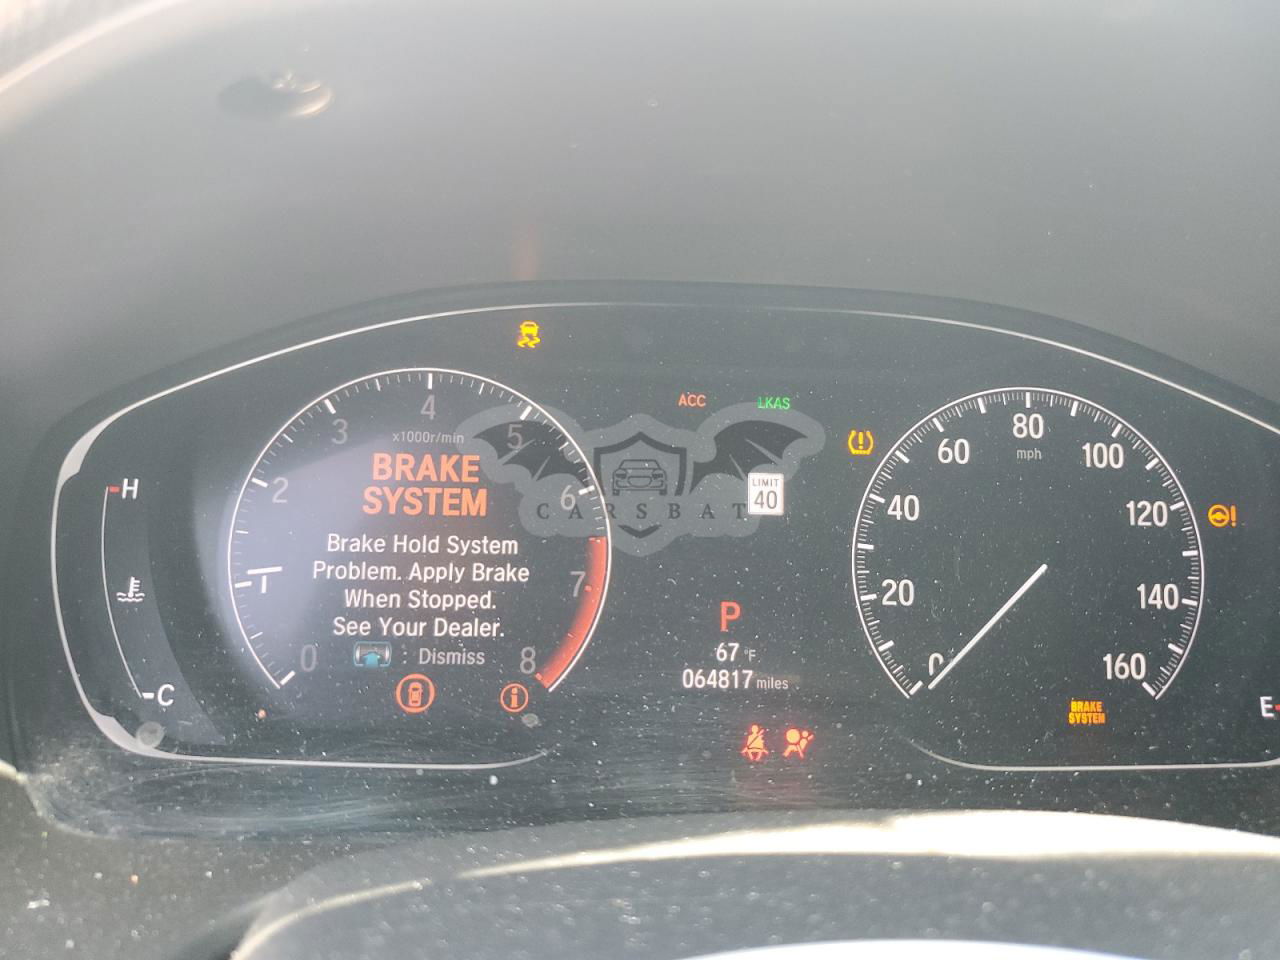 4
3
5
x1000r/min
2
6
BRAKE
SYSTEM
Brake Hold System
Problem. Apply Brake
When Stopped.
See Your Dealer.
: Dismiss
1
7
0
8
H
C
ACC
LKAS
LIMIT
40
CARSBAT
P
67°F
064817 miles
80
mph
60
100
40
120
20
140
0
160
!
!
BRAKE
SYSTEM
E
i